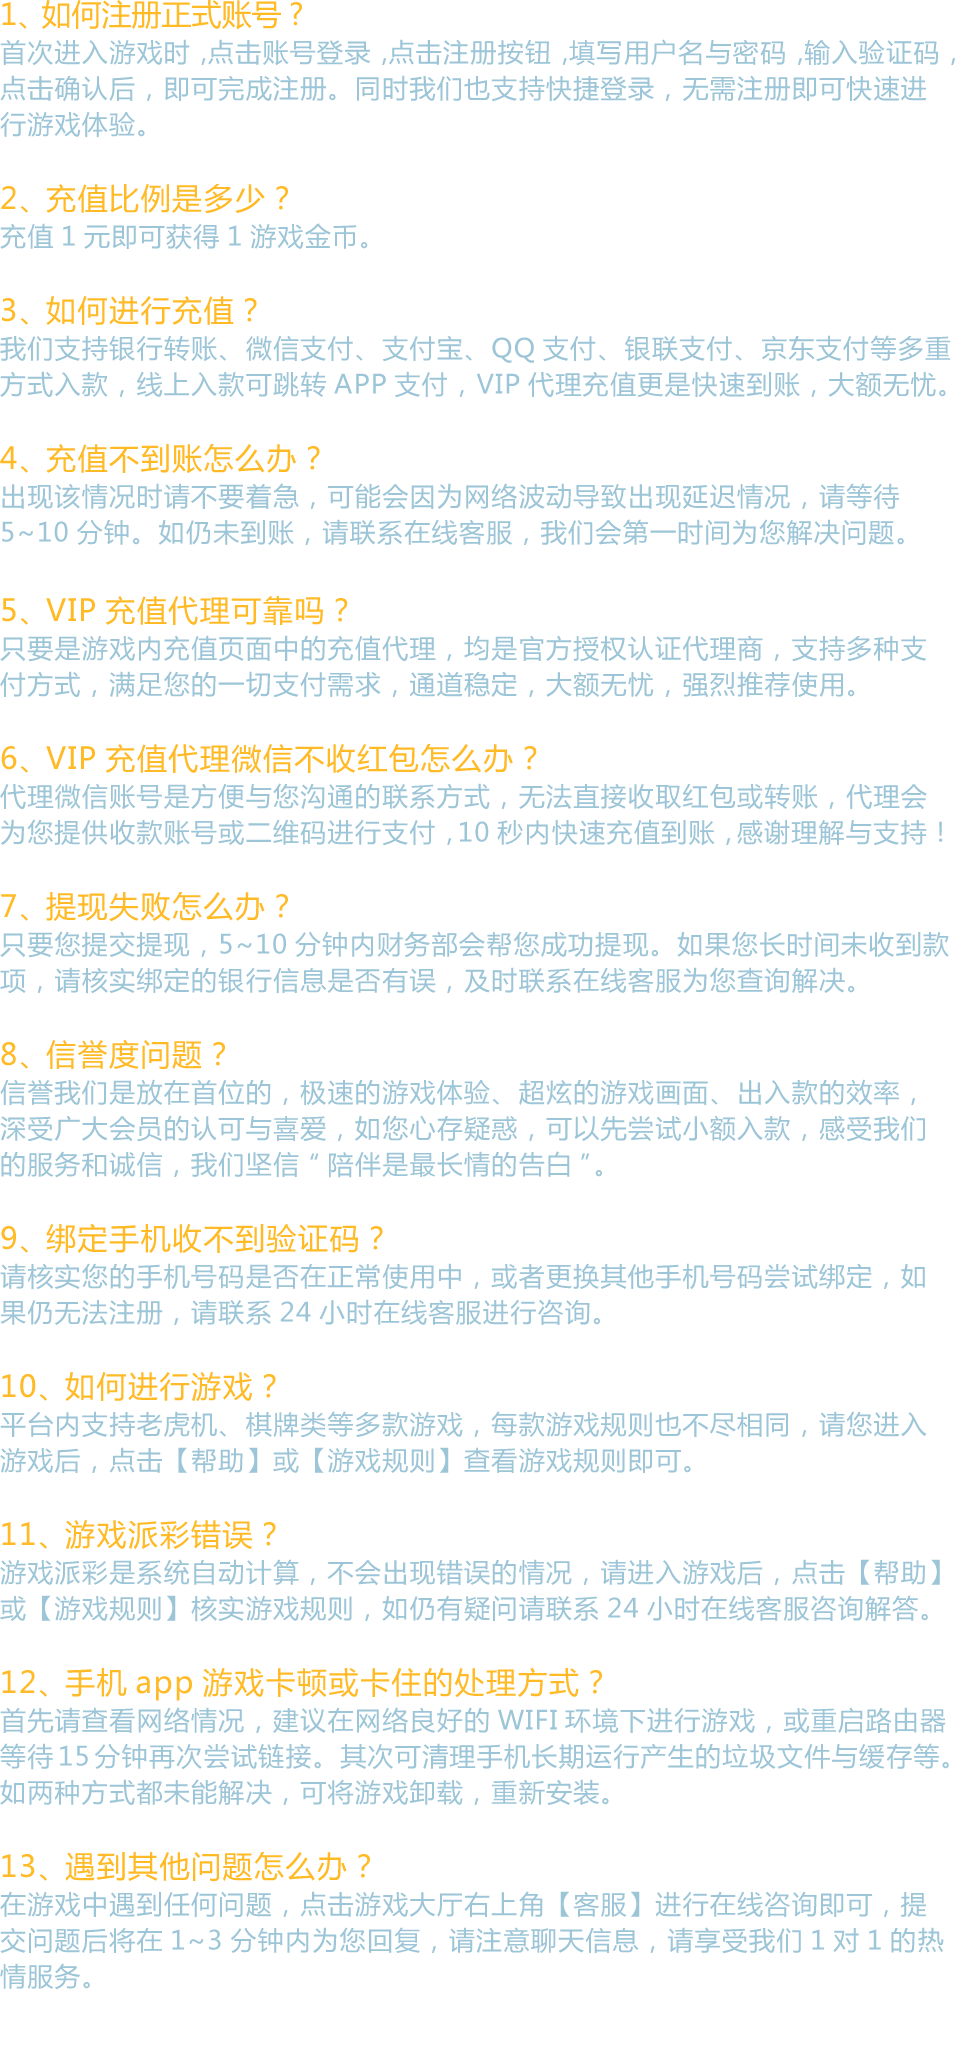 1、如何注册正式账号？
首次进入游戏时,点击账号登录,点击注册按钮,填写用户名与密码,输入验证码,
点击确认后，即可完成注册。同时我们也支持快捷登录，无需注册即可快速进
行游戏体验。
2、充值比例是多少？
充值 1 元即可获得 1 游戏金币。
3、如何进行充值？
我们支持银行转账、微信支付、支付宝、QQ 支付、银联支付、京东支付等多重
方式入款，线上入款可跳转 APP 支付，VIP 代理充值更是快速到账，大额无忧。
4、充值不到账怎么办？
出现该情况时请不要着急，可能会因为网络波动导致出现延迟情况，请等待
5~10 分钟。如仍未到账，请联系在线客服，我们会第一时间为您解决问题。
5、VIP 充值代理可靠吗？
只要是游戏内充值页面中的充值代理，均是官方授权认证代理商，支持多种支
付方式，满足您的一切支付需求，通道稳定，大额无忧，强烈推荐使用。
6、VIP 充值代理微信不收红包怎么办？
代理微信账号是方便与您沟通的联系方式，无法直接收取红包或转账，代理会
为您提供收款账号或二维码进行支付,10 秒内快速充值到账,感谢理解与支持！
7、提现失败怎么办？
只要您提交提现，5~10 分钟内财务部会帮您成功提现。如果您长时间未收到款
项，请核实绑定的银行信息是否有误，及时联系在线客服为您查询解决。
8、信誉度问题？
信誉我们是放在首位的，极速的游戏体验、超炫的游戏画面、出入款的效率，
深受广大会员的认可与喜爱，如您心存疑惑，可以先尝试小额入款，感受我们
的服务和诚信，我们坚信 “ 陪伴是最长情的告白 ”。
9、绑定手机收不到验证码？
请核实您的手机号码是否在正常使用中，或者更换其他手机号码尝试绑定，如
果仍无法注册，请联系 24 小时在线客服进行咨询。
10、如何进行游戏？
平台内支持老虎机、棋牌类等多款游戏，每款游戏规则也不尽相同，请您进入
游戏后，点击【帮助】或【游戏规则】查看游戏规则即可。
11、游戏派彩错误？
游戏派彩是系统自动计算，不会出现错误的情况，请进入游戏后，点击【帮助】
或【游戏规则】核实游戏规则，如仍有疑问请联系 24 小时在线客服咨询解答。
12、手机 app 游戏卡顿或卡住的处理方式？
首先请查看网络情况，建议在网络良好的 WIFI 环境下进行游戏，或重启路由器
等待 15 分钟再次尝试链接。其次可清理手机长期运行产生的垃圾文件与缓存等。
如两种方式都未能解决，可将游戏卸载，重新安装。
13、遇到其他问题怎么办？
在游戏中遇到任何问题，点击游戏大厅右上角【客服】进行在线咨询即可，提
交问题后将在 1~3 分钟内为您回复，请注意聊天信息，请享受我们 1 对 1 的热
情服务。